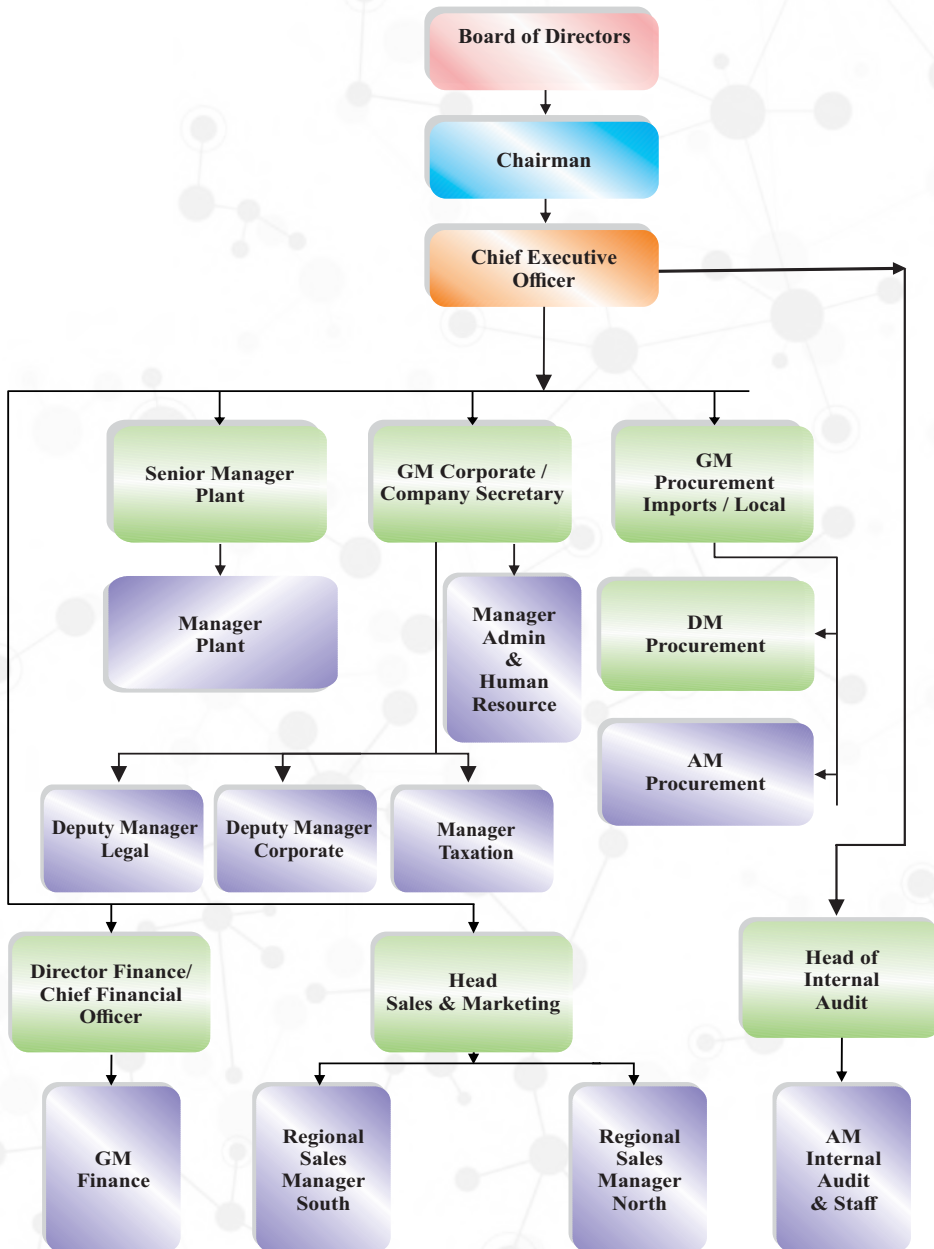 Board of Directors
Chairman
Chief Executive
Officer
Senior Manager
Plant
GM Corporate /
Company Secretary
GM
Procurement
Imports / Local
Manager
Plant
Manager
Admin
&
Human
Resource
DM
Procurement
AM
Procurement
Deputy Manager
Legal
Deputy Manager
Corporate
Manager
Taxation
Director Finance/
Chief Financial
Officer
Head
Sales & Marketing
Head of
Internal
Audit
GM
Finance
Regional
Sales
Manager
South
Regional
Sales
Manager
North
AM
Internal
Audit
& Staff